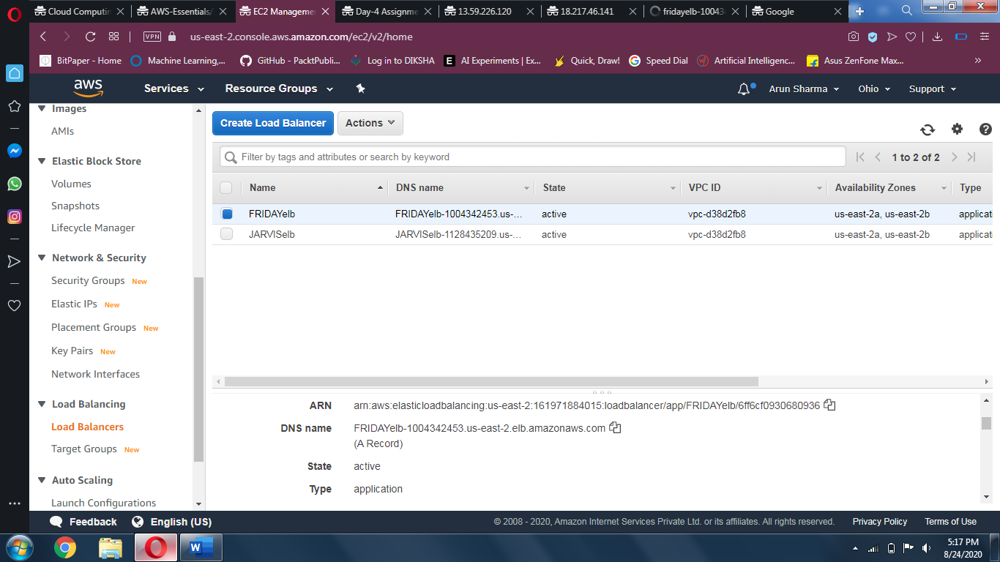 Cloud Computin
AWS-Essentials/
EC2 Manageme
Day-4 Assignme
13.59.226.120
18.217.46.141
fridayelb-10043
Google
VPN us-east-2.console.aws.amazon.com/ec2/v2/home
BitPaper - Home
Machine Learning,...
GitHub - PacktPubli...
Log in to DIKSHA
AI Experiments | Ex...
Quick, Draw!
Speed Dial
Artificial Intelligenc...
Asus ZenFone Max...
aws Services Resource Groups Arun Sharma Ohio Support
Images
AMIs
Elastic Block Store
Volumes
Snapshots
Lifecycle Manager
Network & Security
Security Groups New
Elastic IPs New
Placement Groups New
Key Pairs New
Network Interfaces
Load Balancing
Load Balancers
Target Groups New
Auto Scaling
Launch Configurations
Create Load Balancer Actions
Filter by tags and attributes or search by keyword 1 to 2 of 2
Name DNS name State VPC ID Availability Zones Type
FRIDAYelb FRIDAYelb-1004342453.us-... active vpc-d38d2fb8 us-east-2a, us-east-2b applicati
JARVISelb JARVISelb-1128435209.us-... active vpc-d38d2fb8 us-east-2a, us-east-2b applicati
ARN arn:aws:elasticloadbalancing:us-east-2:161971884015:loadbalancer/app/FRIDAYelb/6ff6cf0930680936
DNS name FRIDAYelb-1004342453.us-east-2.elb.amazonaws.com
(A Record)
State active
Type application
Feedback English (US) © 2008 - 2020, Amazon Internet Services Private Ltd. or its affiliates. All rights reserved. Privacy Policy Terms of Use
5:17 PM
8/24/2020